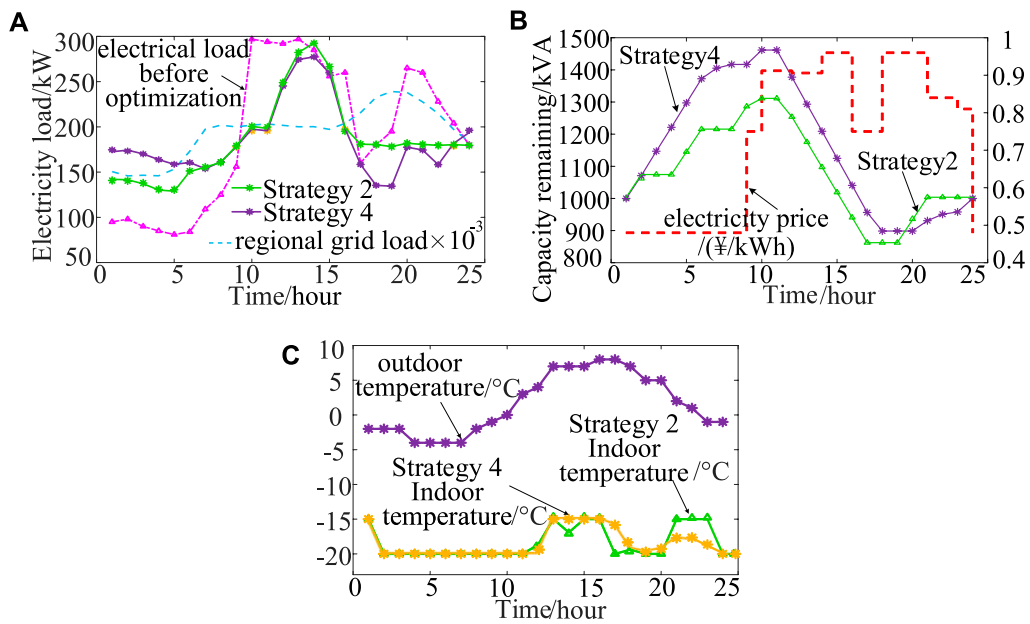 A
Electricity load/kW
300
250
200
150
100
50
electrical load
before
optimization
Strategy 2
Strategy 4
regional grid load×10⁻³
0
5
10
15
20
25
Time/hour
B
Capacity remaining/kVA
1500
1400
1300
1200
1100
1000
900
800
Strategy4
Strategy2
electricity price
/(¥/kWh)
1
0.9
0.8
0.7
0.6
0.5
0.4
0
5
10
15
20
25
Time/hour
C
10
5
0
-5
-10
-15
-20
outdoor
temperature/°C
Strategy 4
Indoor
temperature/°C
Strategy 2
Indoor
temperature /°C
0
5
10
15
20
25
Time/hour